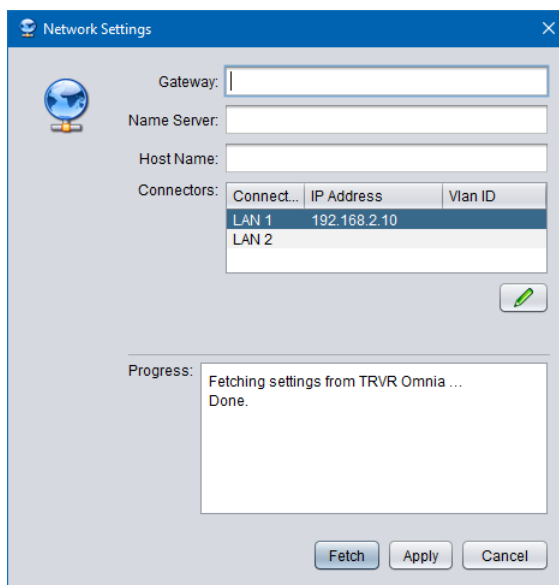 Network Settings
Gateway:
Name Server:
Host Name:
Connectors:
Connect... IP Address Vlan ID
LAN 1 192.168.2.10
LAN 2
Progress:
Fetching settings from TRVR Omnia ...
Done.
Fetch Apply Cancel